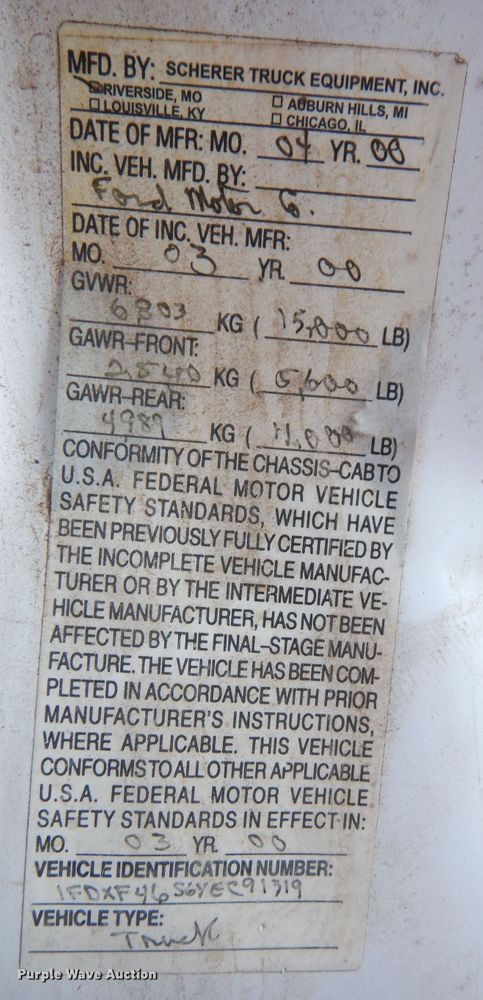 MFD. BY: SCHERER TRUCK EQUIPMENT, INC.
RIVERSIDE, MO □ AUBURN HILLS, MI
□ LOUISVILLE, KY □ CHICAGO, IL
DATE OF MFR: MO. 04 YR. 00
INC. VEH. MFD. BY:
Ford Motor Co.
DATE OF INC. VEH. MFR:
MO. 03 YR. 00
GVWR:
6803 KG ( 15,000 LB)
GAWR-FRONT:
2,540 KG ( 5,600 LB)
GAWR-REAR:
4989 KG ( 11,000 LB)
CONFORMITY OF THE CHASSIS-CAB TO
U.S.A. FEDERAL MOTOR VEHICLE
SAFETY STANDARDS, WHICH HAVE
BEEN PREVIOUSLY FULLY CERTIFIED BY
THE INCOMPLETE VEHICLE MANUFAC-
TURER OR BY THE INTERMEDIATE VE-
HICLE MANUFACTURER, HAS NOT BEEN
AFFECTED BY THE FINAL-STAGE MANU-
FACTURE. THE VEHICLE HAS BEEN COM-
PLETED IN ACCORDANCE WITH PRIOR
MANUFACTURER'S INSTRUCTIONS,
WHERE APPLICABLE. THIS VEHICLE
CONFORMS TO ALL OTHER APPLICABLE
U.S.A. FEDERAL MOTOR VEHICLE
SAFETY STANDARDS IN EFFECT IN:
MO. 03 YR. 00
VEHICLE IDENTIFICATION NUMBER:
1FDXF46S6YEC91319
VEHICLE TYPE:
Truck
Purple Wave Auction